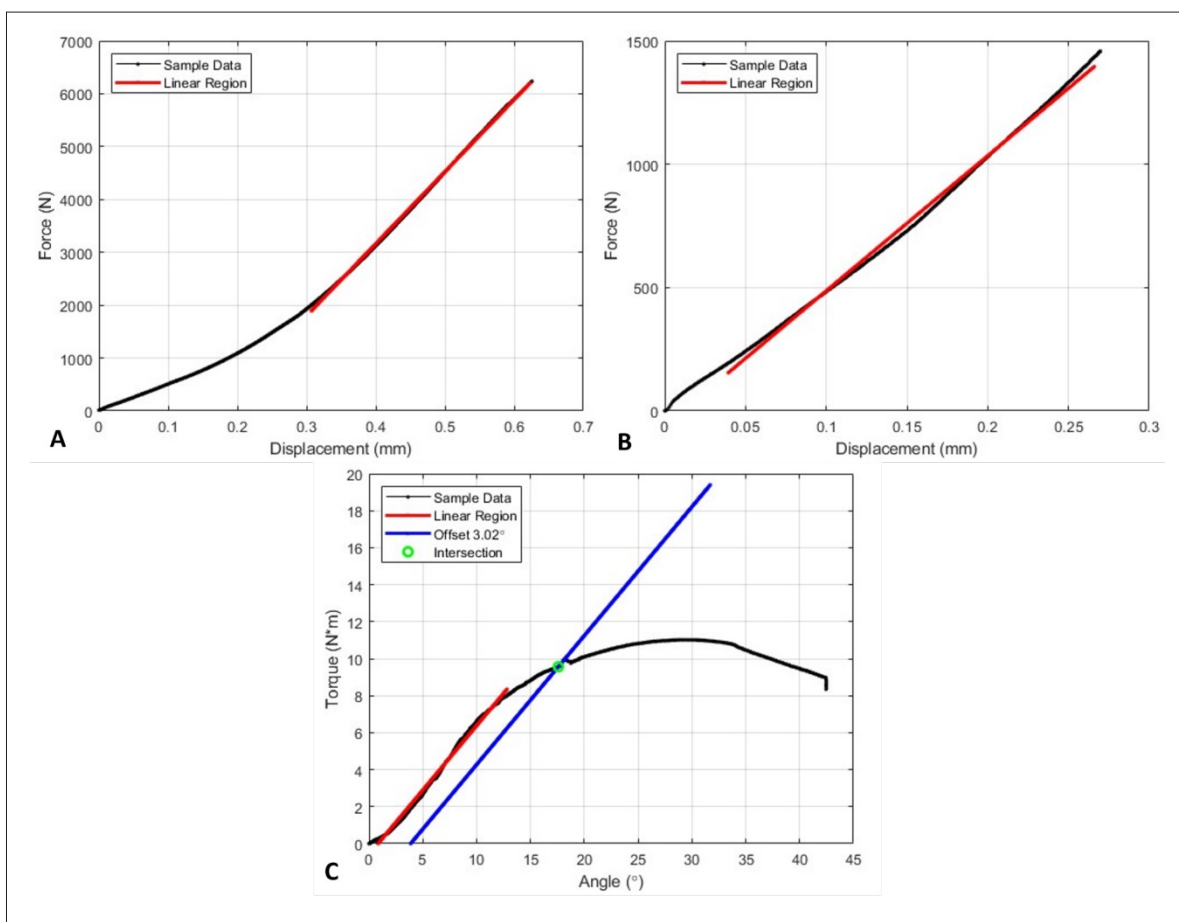 7000
6000
5000
4000
3000
2000
1000
0
Force (N)
Sample Data
Linear Region
0 0.1 0.2 0.3 0.4 0.5 0.6 0.7
Displacement (mm)
A
1500
1000
500
0
Force (N)
Sample Data
Linear Region
0 0.05 0.1 0.15 0.2 0.25 0.3
Displacement (mm)
B
20
18
16
14
12
10
8
6
4
2
0
Torque (N*m)
Sample Data
Linear Region
Offset 3.02°
Intersection
0 5 10 15 20 25 30 35 40 45
Angle (°)
C